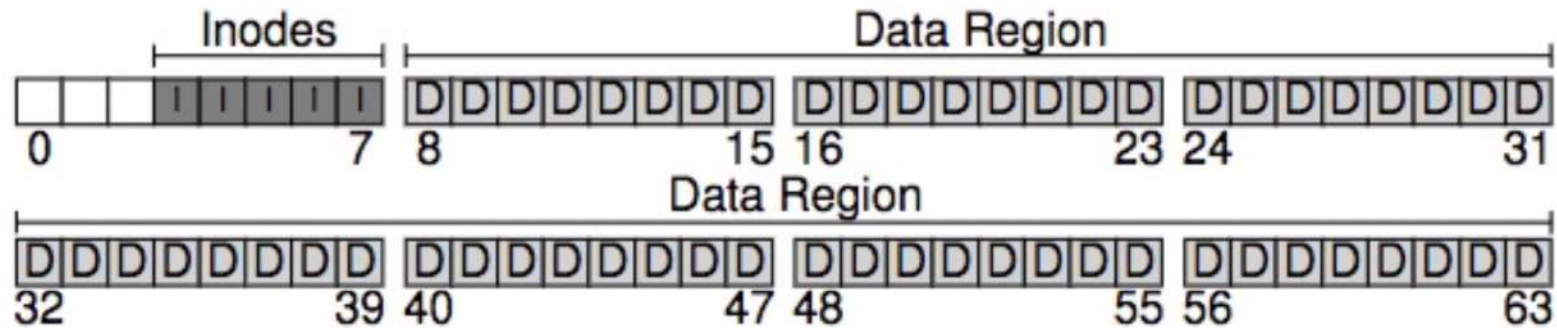 Inodes Data Region
I I I I I D D D D D D D D D D D D D D D D D D D D D D D D
0 7 8 15 16 23 24 31
Data Region
D D D D D D D D D D D D D D D D D D D D D D D D D D D D D D D D
32 39 40 47 48 55 56 63